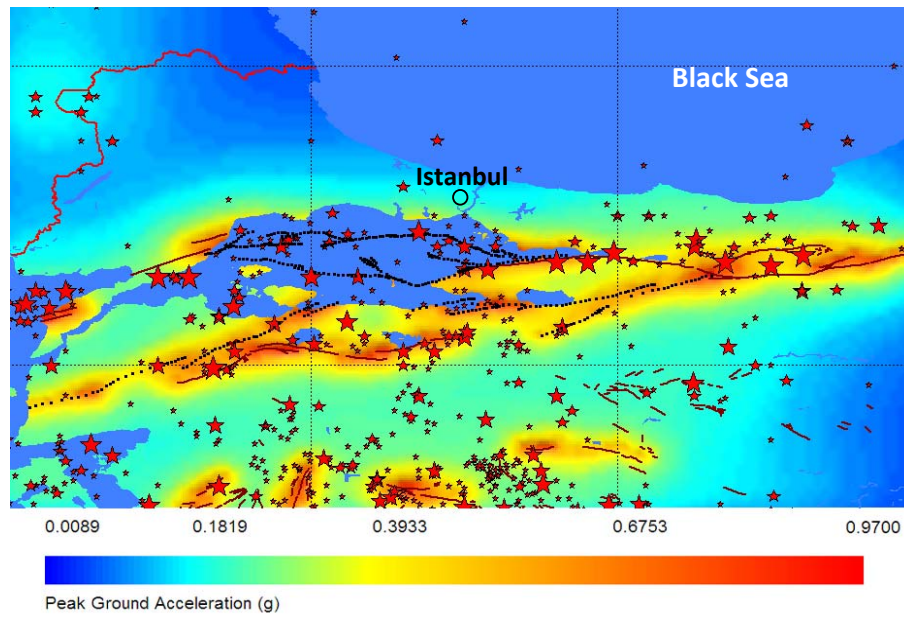 Black Sea
Istanbul
0.0089 0.1819 0.3933 0.6753 0.9700
Peak Ground Acceleration (g)